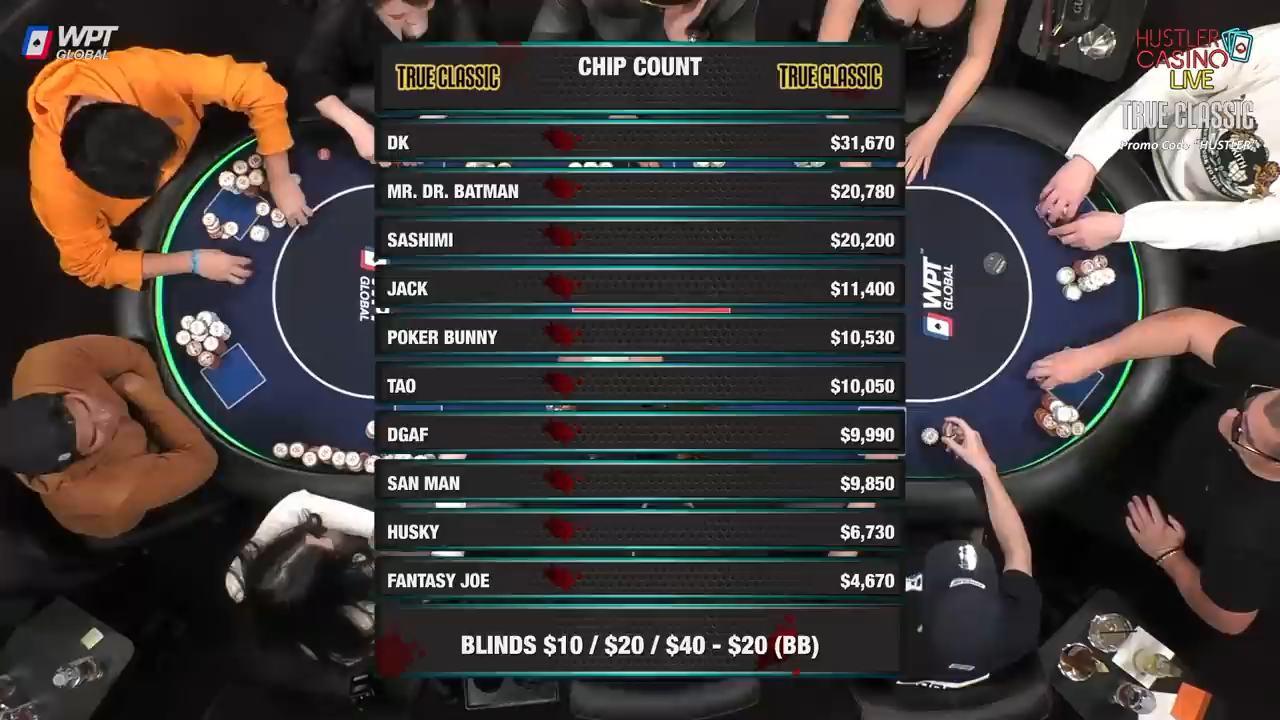 WPT
GLOBAL
HUSTLER
CASINO
LIVE
TRUE CLASSIC
Promo Code "HUSTLER"
TRUE CLASSIC
CHIP COUNT
TRUE CLASSIC
DK $31,670
MR. DR. BATMAN $20,780
SASHIMI $20,200
JACK $11,400
POKER BUNNY $10,530
TAO $10,050
DGAF $9,990
SAN MAN $9,850
HUSKY $6,730
FANTASY JOE $4,670
BLINDS $10 / $20 / $40 - $20 (BB)
WPT
GLOBAL
GLOBAL